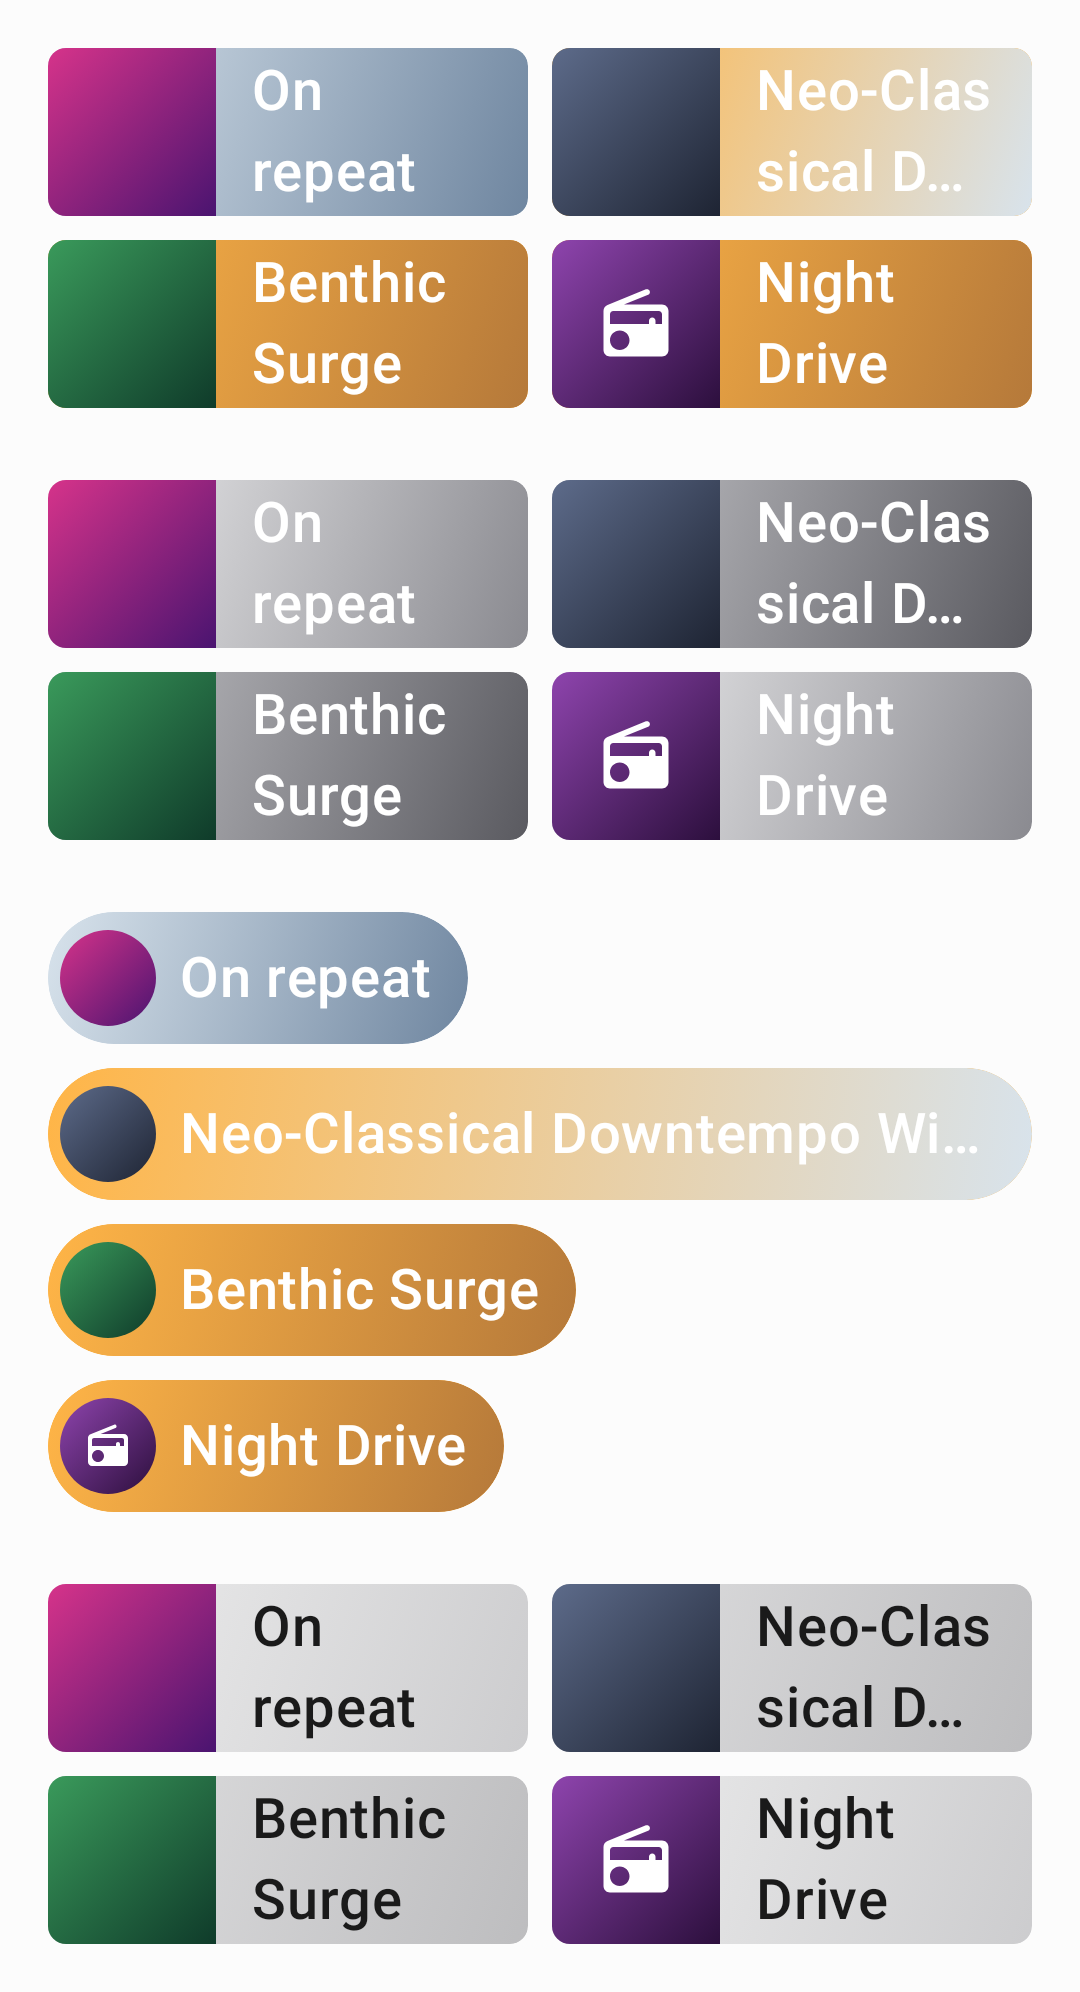 On
repeat
Neo-Clas
sical D...
Benthic
Surge
Night
Drive
On
repeat
Neo-Clas
sical D...
Benthic
Surge
Night
Drive
On repeat
Neo-Classical Downtempo Wi...
Benthic Surge
Night Drive
On
repeat
Neo-Clas
sical D...
Benthic
Surge
Night
Drive